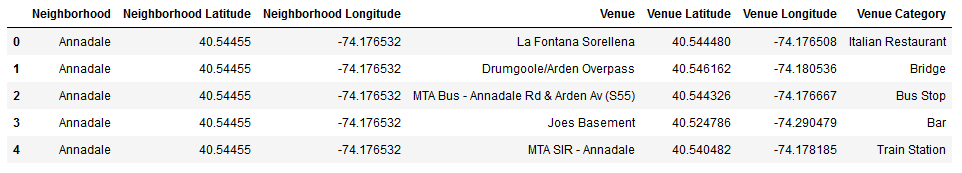 Neighborhood Neighborhood Latitude Neighborhood Longitude Venue Venue Latitude Venue Longitude Venue Category
0 Annadale 40.54455 -74.176532 La Fontana Sorellena 40.544480 -74.176508 Italian Restaurant
1 Annadale 40.54455 -74.176532 Drumgoole/Arden Overpass 40.546162 -74.180536 Bridge
2 Annadale 40.54455 -74.176532 MTA Bus - Annadale Rd & Arden Av (S55) 40.544326 -74.176667 Bus Stop
3 Annadale 40.54455 -74.176532 Joes Basement 40.524786 -74.290479 Bar
4 Annadale 40.54455 -74.176532 MTA SIR - Annadale 40.540482 -74.178185 Train Station